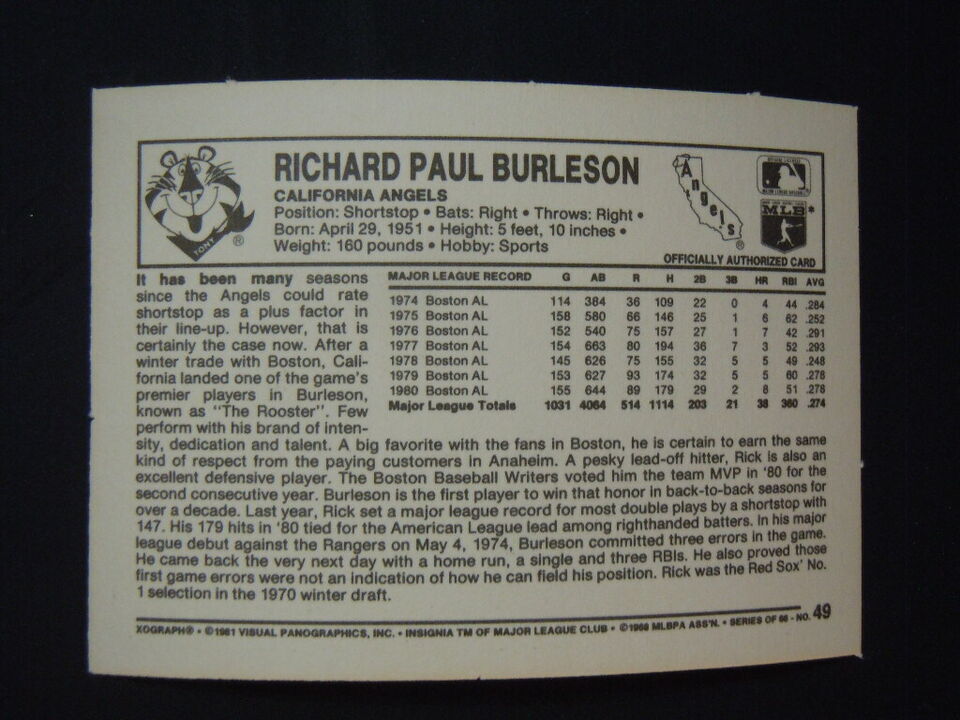 TONY ®
RICHARD PAUL BURLESON
CALIFORNIA ANGELS
Position: Shortstop • Bats: Right • Throws: Right •
Born: April 29, 1951 • Height: 5 feet, 10 inches •
Weight: 160 pounds • Hobby: Sports
Angels ®
MAJOR LEAGUE BASEBALL
MLB*
OFFICIALLY AUTHORIZED CARD
It has been many seasons
since the Angels could rate
shortstop as a plus factor in
their line-up. However, that is
certainly the case now. After a
winter trade with Boston, Cali-
fornia landed one of the game's
premier players in Burleson,
known as "The Rooster". Few
perform with his brand of inten-
MAJOR LEAGUE RECORD G AB R H 2B 3B HR RBI AVG
1974 Boston AL 114 384 36 109 22 0 4 44 .284
1975 Boston AL 158 580 66 146 25 1 6 62 .252
1976 Boston AL 152 540 75 157 27 1 7 42 .291
1977 Boston AL 154 663 80 194 36 7 3 52 .293
1978 Boston AL 145 626 75 155 32 5 5 49 .248
1979 Boston AL 153 627 93 174 32 5 5 60 .278
1980 Boston AL 155 644 89 179 29 2 8 51 .278
Major League Totals 1031 4064 514 1114 203 21 38 360 .274
sity, dedication and talent. A big favorite with the fans in Boston, he is certain to earn the same
kind of respect from the paying customers in Anaheim. A pesky lead-off hitter, Rick is also an
excellent defensive player. The Boston Baseball Writers voted him the team MVP in '80 for the
second consecutive year. Burleson is the first player to win that honor in back-to-back seasons for
over a decade. Last year, Rick set a major league record for most double plays by a shortstop with
147. His 179 hits in '80 tied for the American League lead among righthanded batters. In his major
league debut against the Rangers on May 4, 1974, Burleson committed three errors in the game.
He came back the very next day with a home run, a single and three RBIs. He also proved those
first game errors were not an indication of how he can field his position. Rick was the Red Sox' No.
1 selection in the 1970 winter draft.
XOGRAPH® • ©1981 VISUAL PANOGRAPHICS, INC. • INSIGNIA TM OF MAJOR LEAGUE CLUB • ©1969 MLBPA ASS'N. • SERIES OF 66 - NO. 49